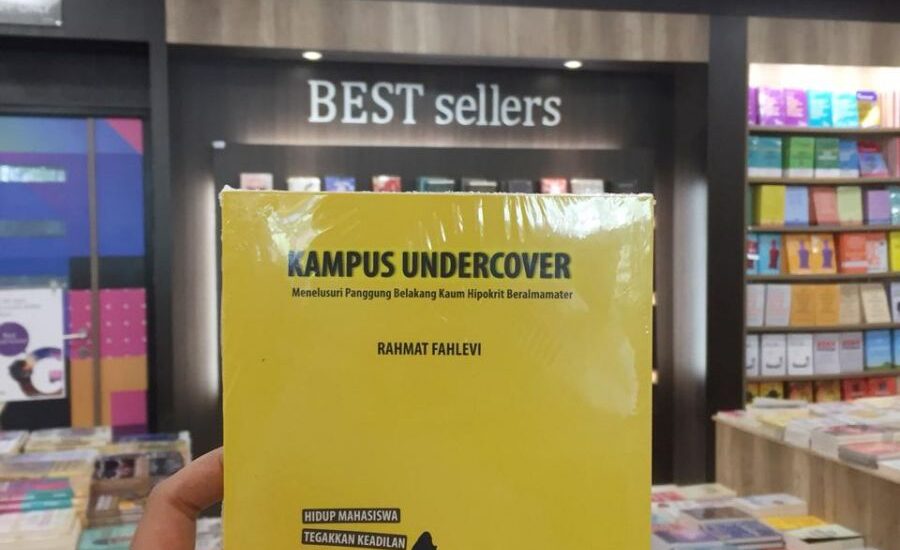 BEST sellers
KAMPUS UNDERCOVER
Menelusuri Panggung Belakang Kaum Hipokrit Beralmamater
RAHMAT FAHLEVI
HIDUP MAHASISWA
TEGAKKAN KEADILAN